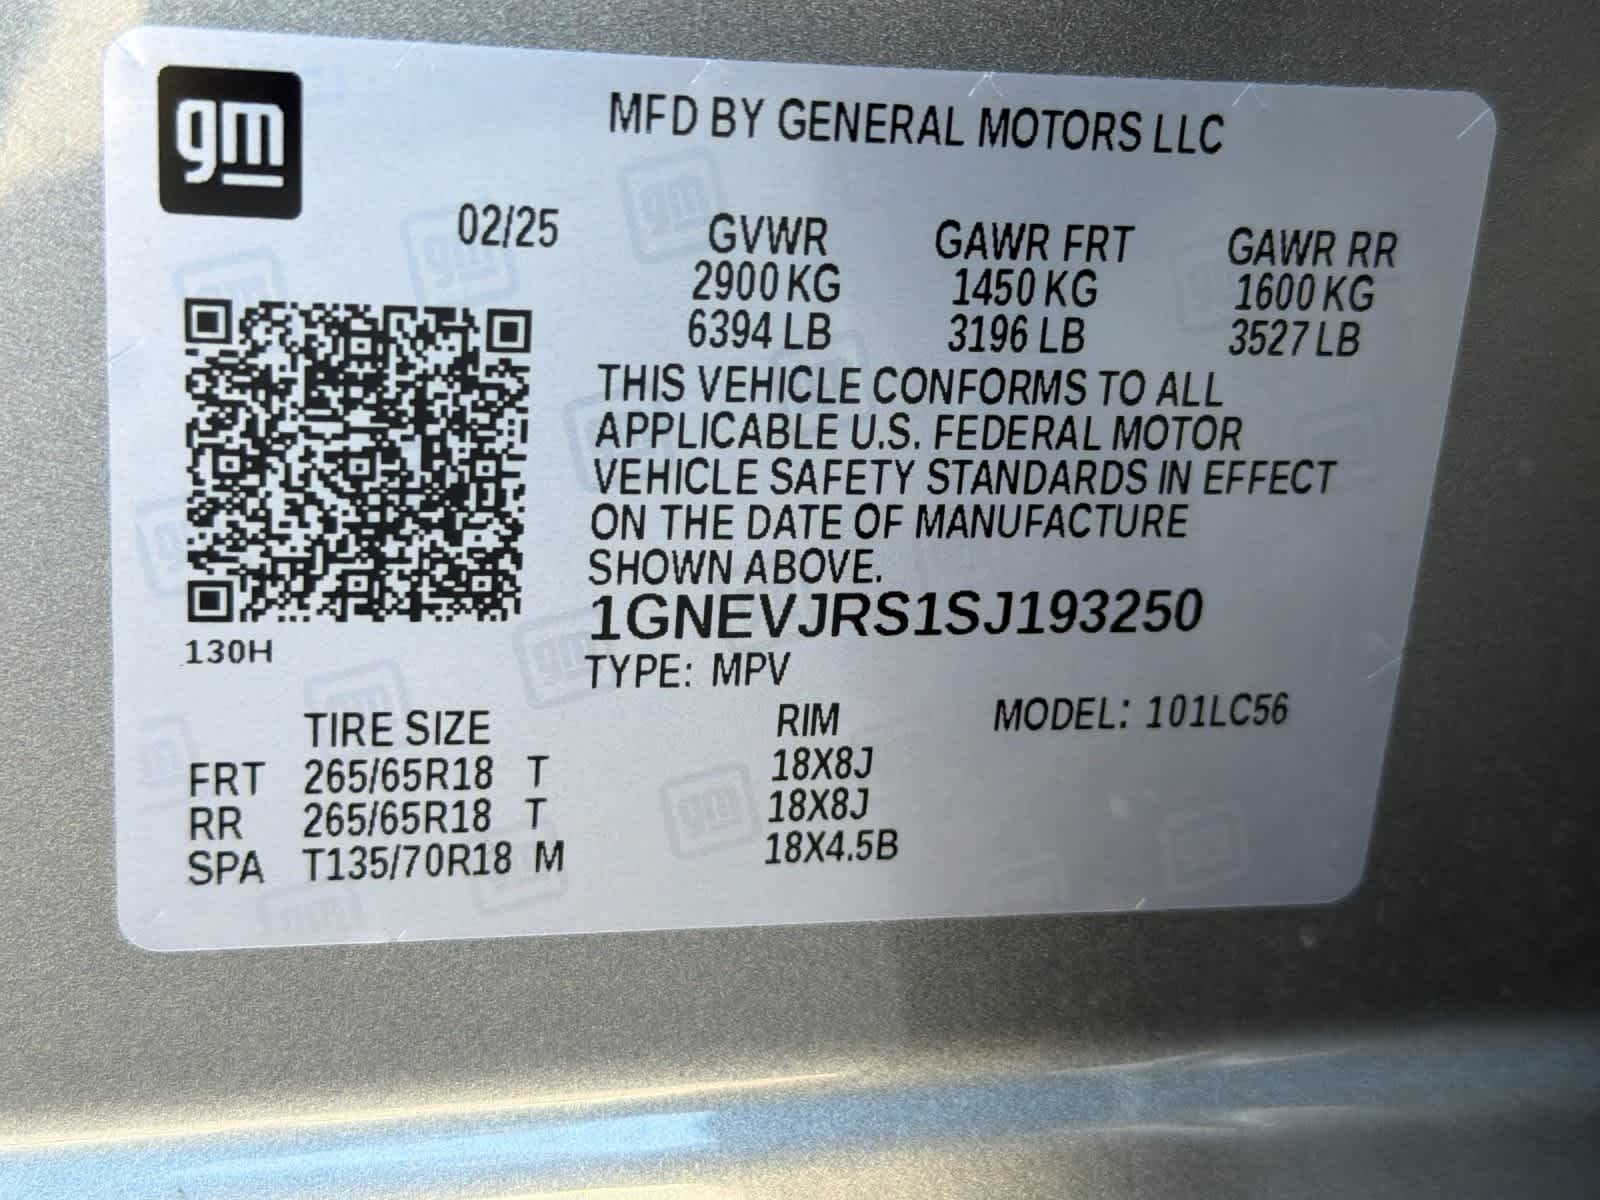 gm
MFD BY GENERAL MOTORS LLC
02/25
GVWR GAWR FRT GAWR RR
2900 KG 1450 KG 1600 KG
6394 LB 3196 LB 3527 LB
THIS VEHICLE CONFORMS TO ALL
APPLICABLE U.S. FEDERAL MOTOR
VEHICLE SAFETY STANDARDS IN EFFECT
ON THE DATE OF MANUFACTURE
SHOWN ABOVE.
1GNEVJRS1SJ193250
130H
TYPE: MPV
TIRE SIZE RIM MODEL: 101LC56
FRT 265/65R18 T 18X8J
RR 265/65R18 T 18X8J
SPA T135/70R18 M 18X4.5B